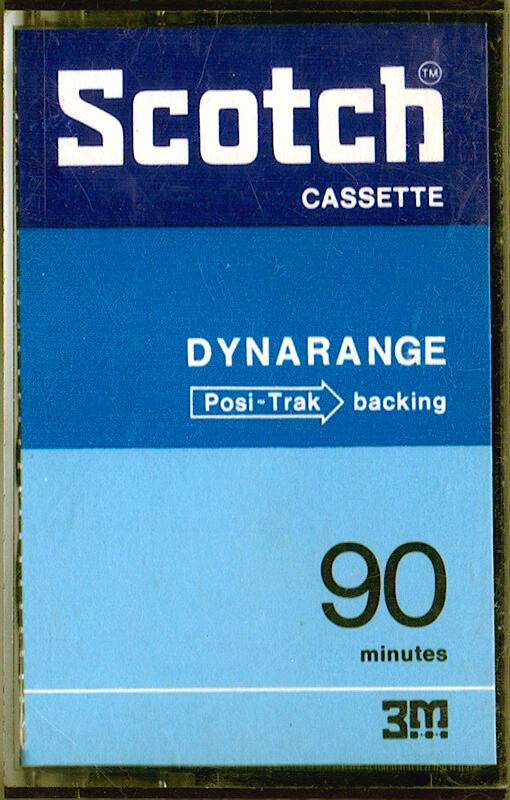 Scotch™
CASSETTE
DYNARANGE
Posi-Trak backing
90
minutes
3M